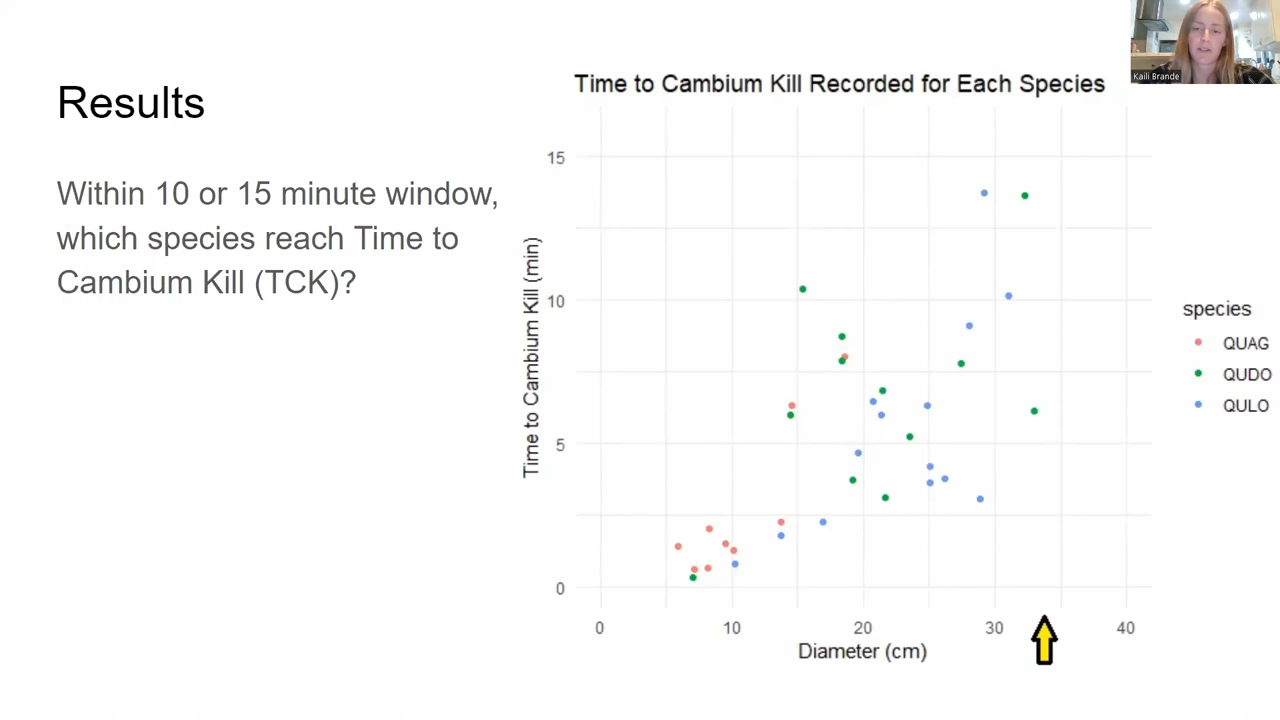 Kaili Brande
Results
Within 10 or 15 minute window,
which species reach Time to
Cambium Kill (TCK)?
Time to Cambium Kill Recorded for Each Species
Time to Cambium Kill (min)
15
10
5
0
0 10 20 30 40
Diameter (cm)
species
QUAG
QUDO
QULO